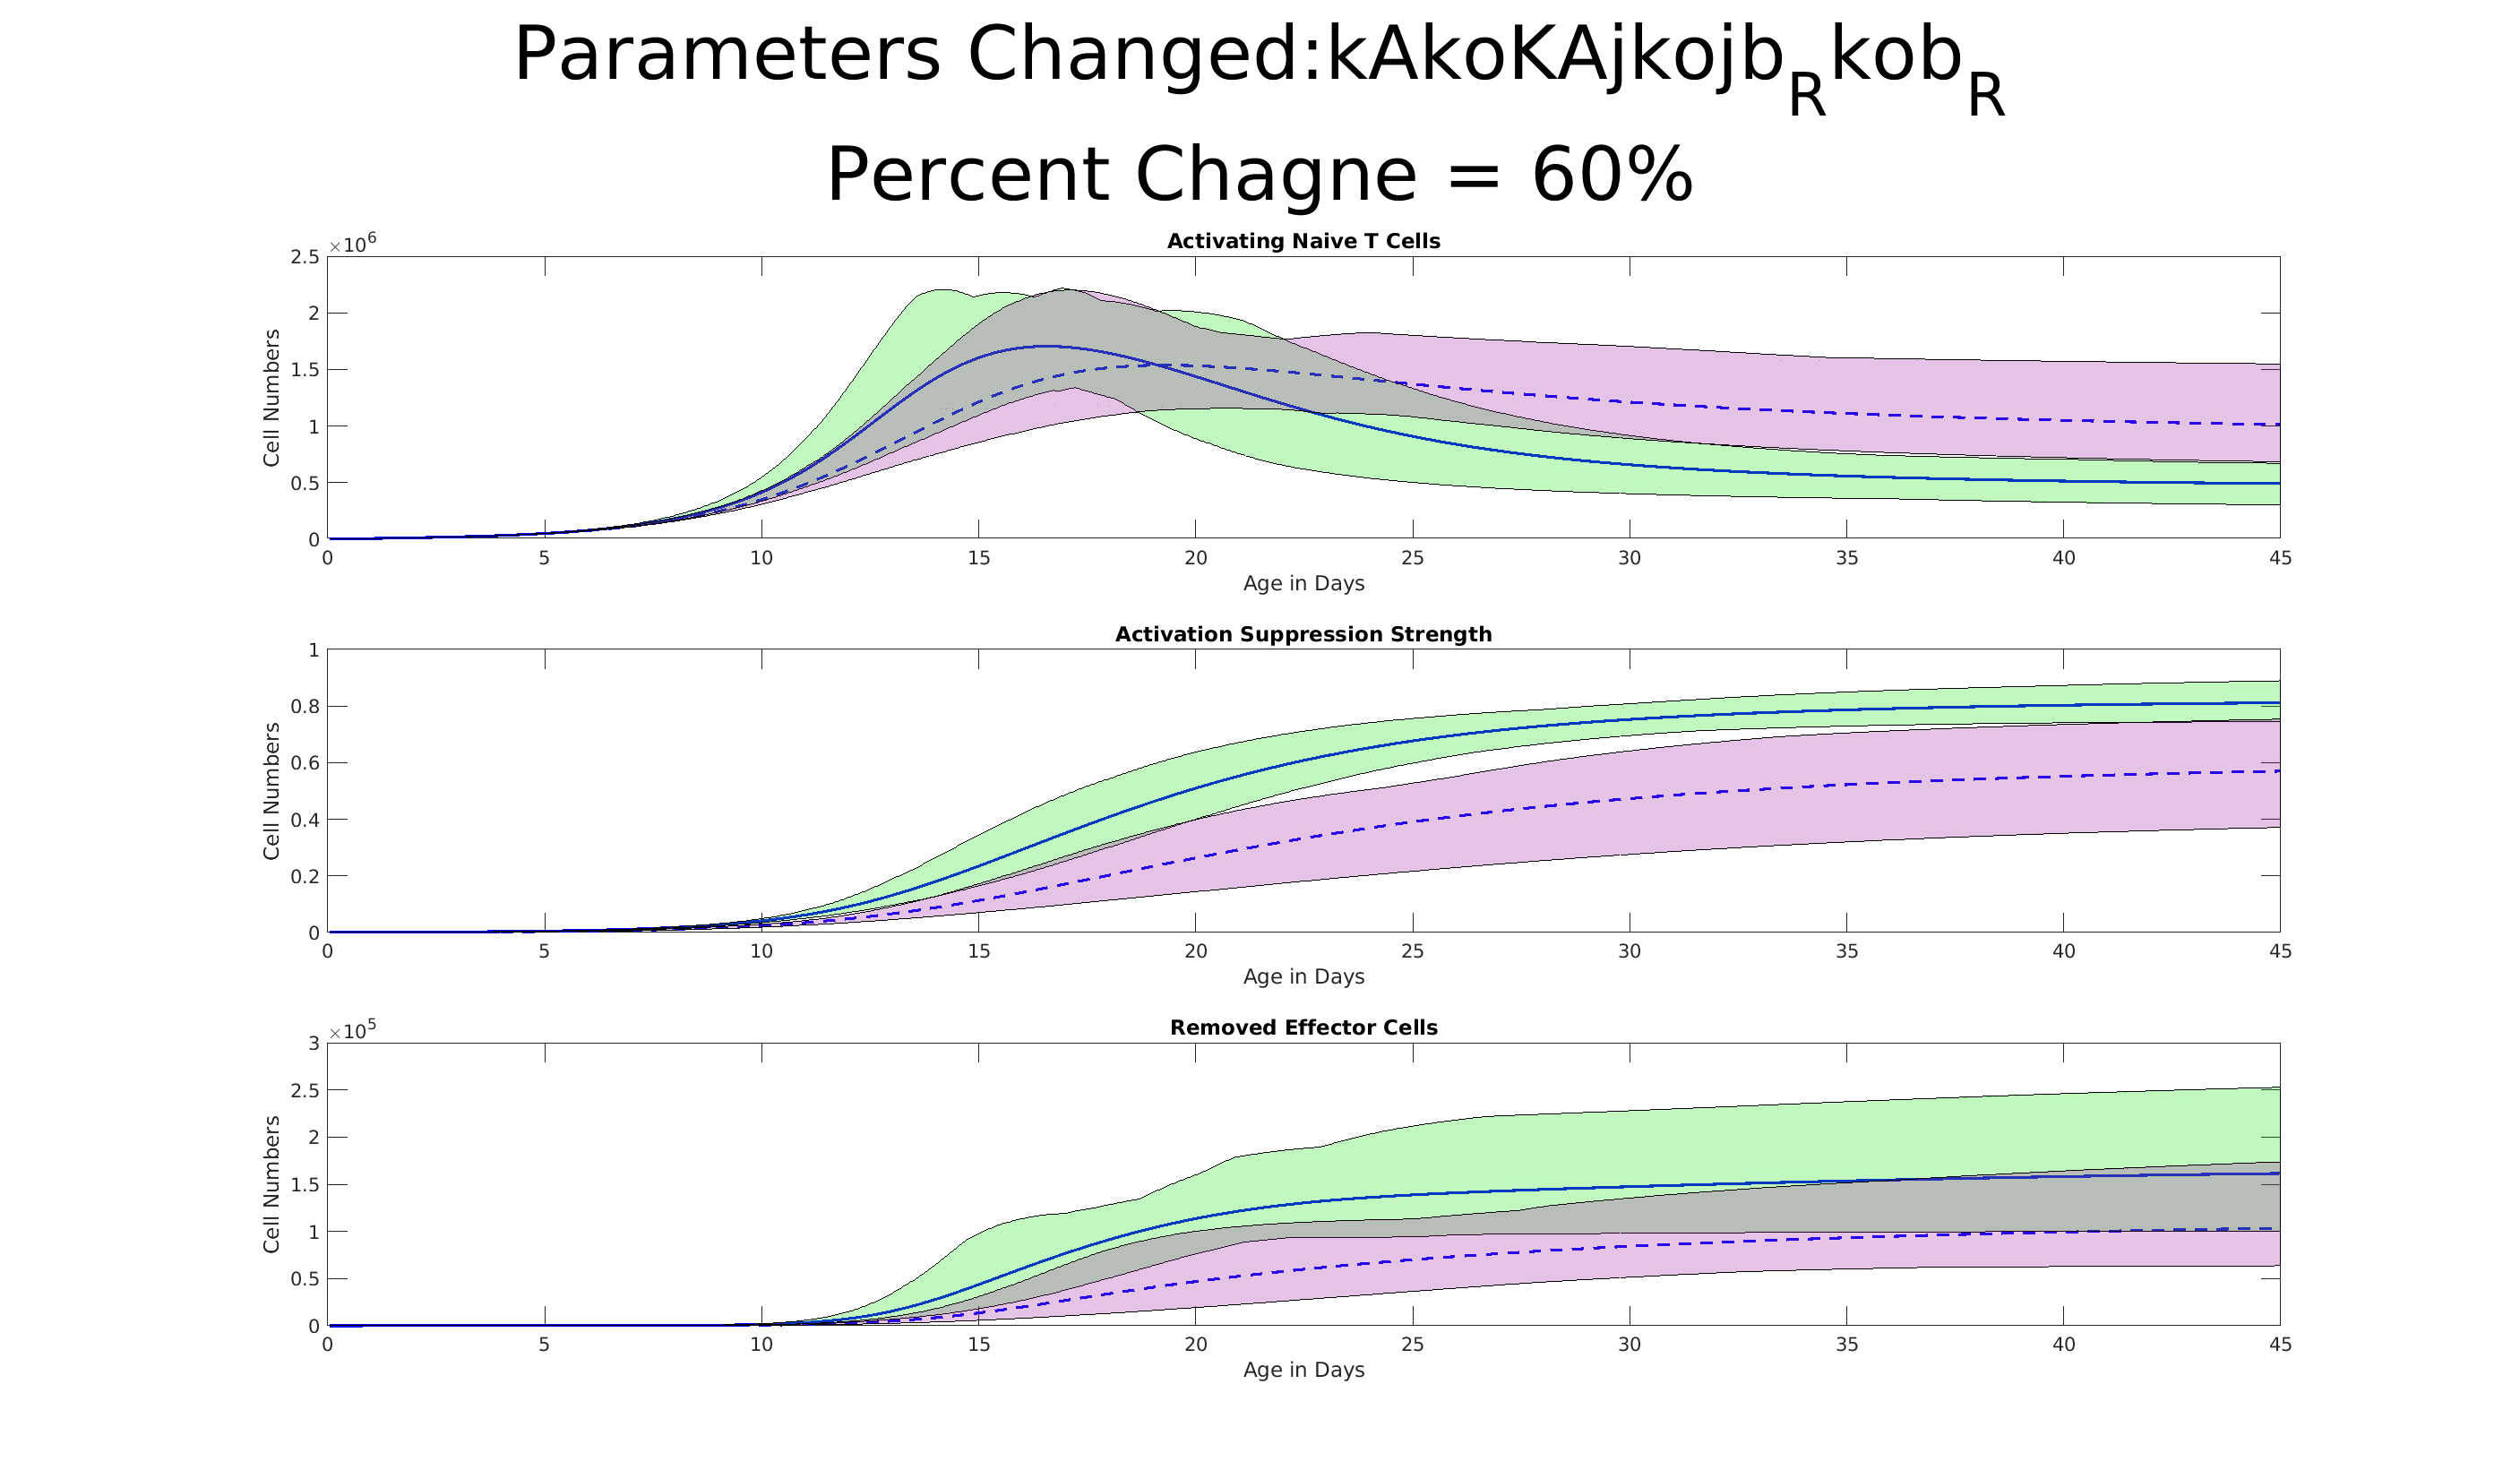 Parameters Changed:kAkoKAjkojb_Rkob_R
Percent Chagne = 60%
Activating Naive T Cells
×10^6
2.5
2
1.5
1
0.5
0
Cell Numbers
0 5 10 15 20 25 30 35 40 45
Age in Days
Activation Suppression Strength
1
0.8
0.6
0.4
0.2
0
Cell Numbers
0 5 10 15 20 25 30 35 40 45
Age in Days
Removed Effector Cells
×10^5
3
2.5
2
1.5
1
0.5
0
Cell Numbers
0 5 10 15 20 25 30 35 40 45
Age in Days